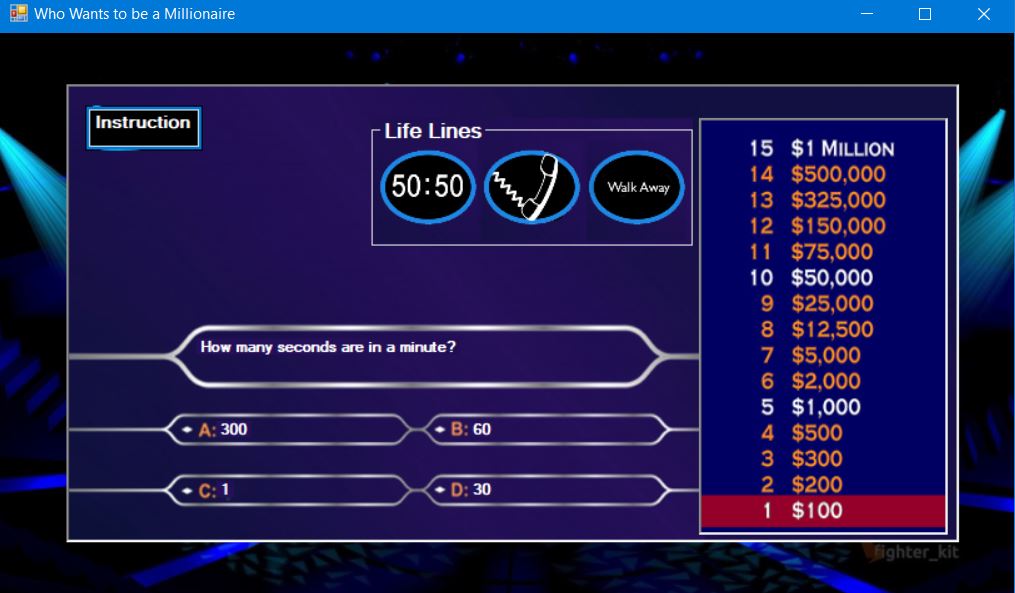 Who Wants to be a Millionaire
Instruction
Life Lines
50:50
Walk Away
How many seconds are in a minute?
A: 300
B: 60
C: 1
D: 30
15 $1 MILLION
14 $500,000
13 $325,000
12 $150,000
11 $75,000
10 $50,000
9 $25,000
8 $12,500
7 $5,000
6 $2,000
5 $1,000
4 $500
3 $300
2 $200
1 $100
fighter_kit